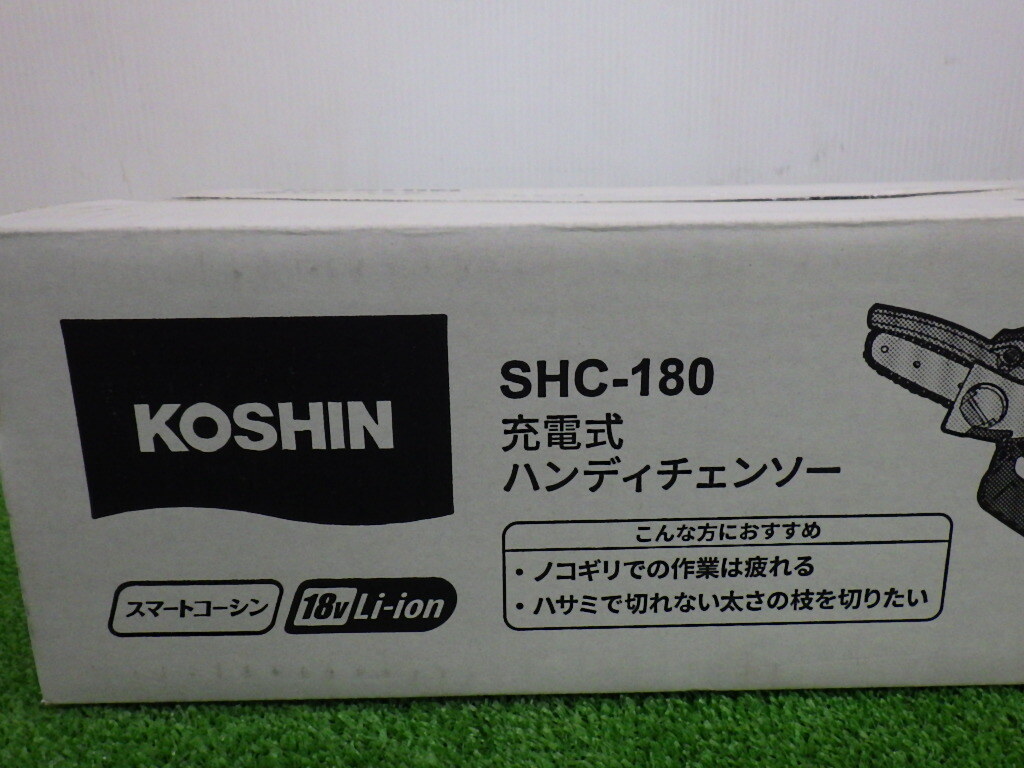 KOSHIN
SHC-180
充電式
ハンディチェンソー
こんな方におすすめ
・ノコギリでの作業は疲れる
・ハサミで切れない太さの枝を切りたい
スマートコーシン
18v Li-ion